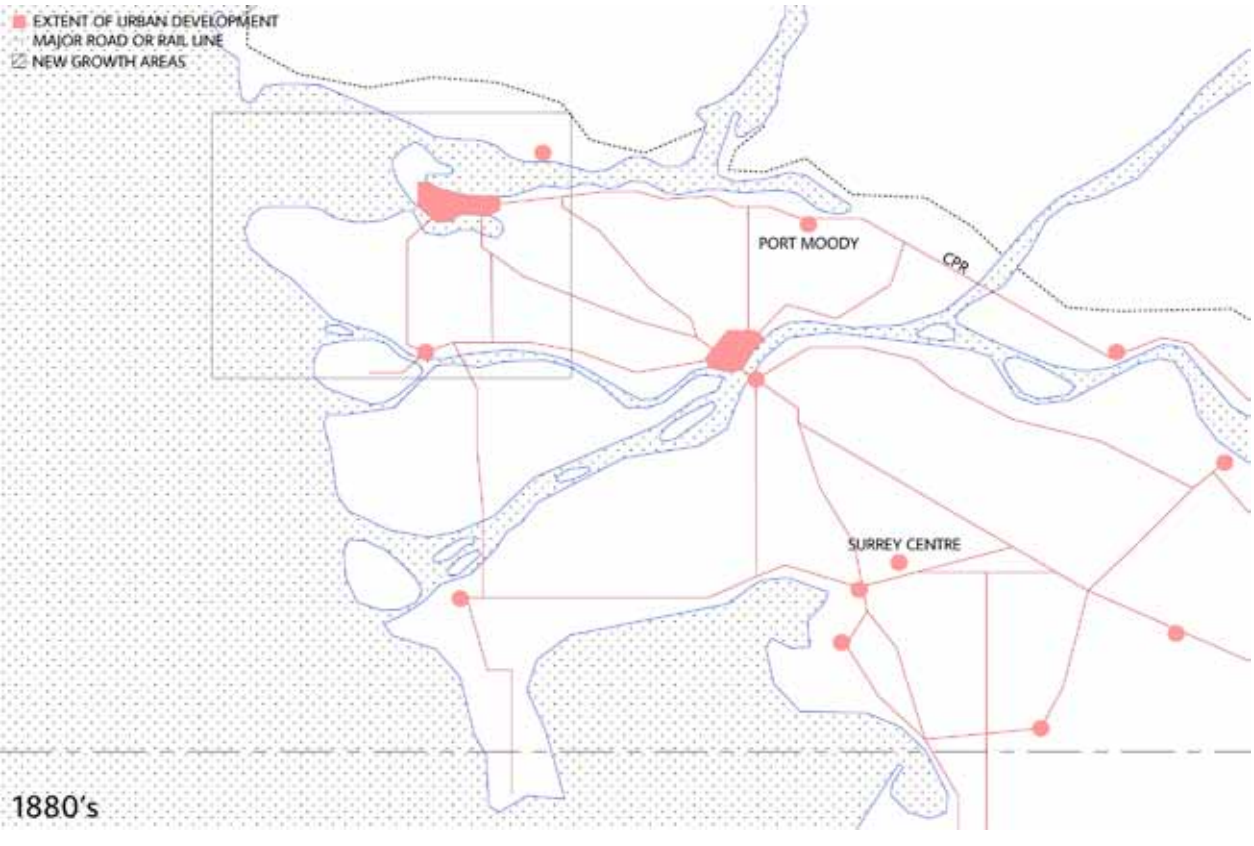 EXTENT OF URBAN DEVELOPMENT
MAJOR ROAD OR RAIL LINE
NEW GROWTH AREAS
PORT MOODY
CPR
SURREY CENTRE
1880's